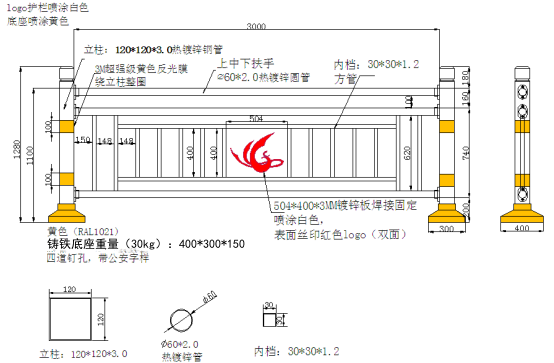 logo护栏喷涂白色
底座喷涂黄色
3000
立柱：120*120*3.0热镀锌钢管
3M超强级黄色反光膜
绕立柱整圈
上中下扶手
∅60*2.0热镀锌圆管
内档：30*30*1.2
方管
180
160
100
504
100
150
148
148
400
400
620
740
100
1280
1100
200
300
400
504*400*3MM镀锌板焊接固定
喷涂白色，
表面丝印红色logo（双面）
黄色（RAL1021）
铸铁底座重量（30kg）：400*300*150
四道钉孔，带公安字样
120
120
立柱：120*120*3.0
∅60
∅60*2.0
热镀锌管
30
30
内档：30*30*1.2